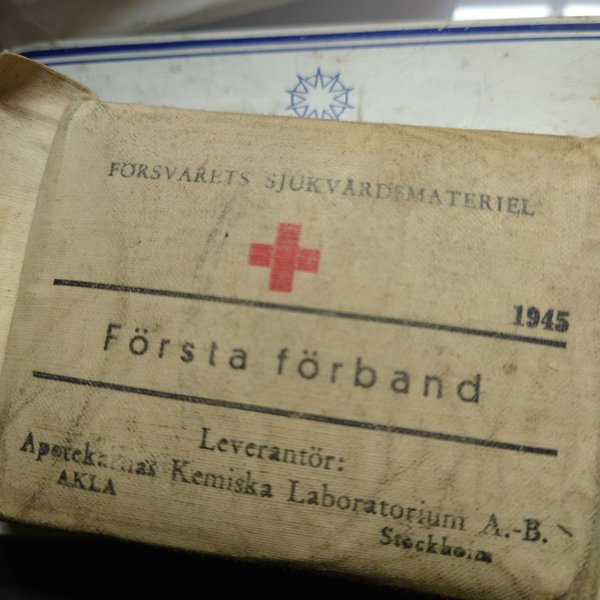 FÖRSVARETS SJUKVÅRDSMATERIEL
1945
Första förband
Leverantör:
Apotekarnas Kemiska Laboratorium A.-B.
AKLA
Stockholm